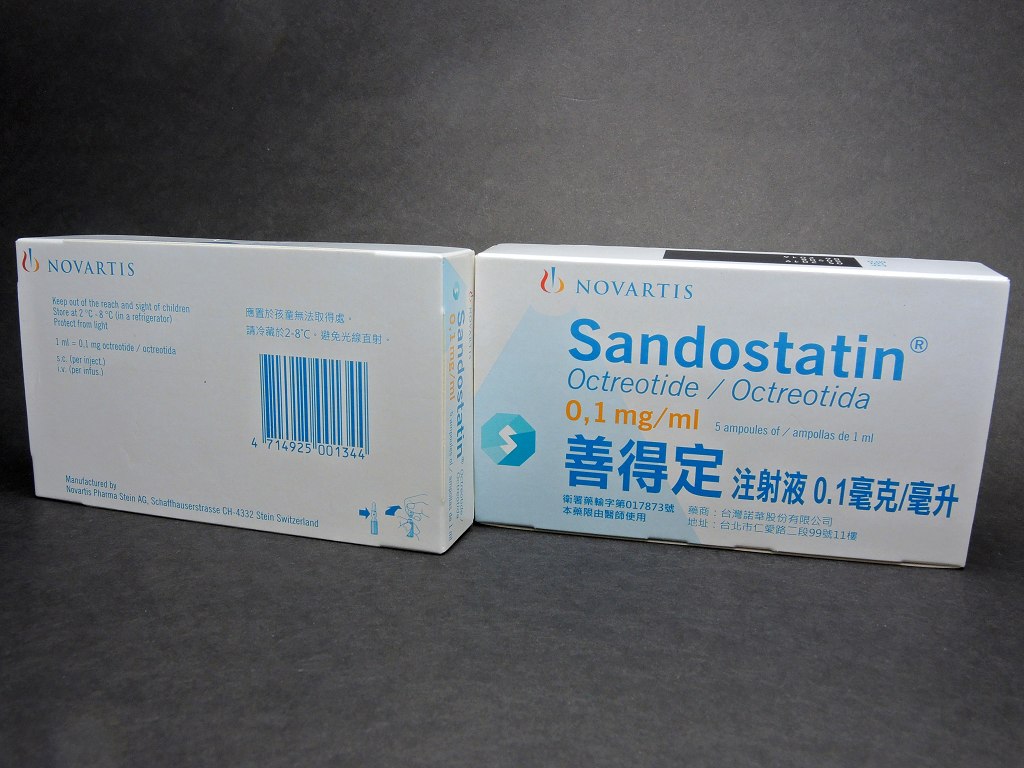 NOVARTIS
Keep out of the reach and sight of children
Store at 2 °C - 8 °C (in a refrigerator)
Protect from light
1 ml = 0,1 mg octreotide / octreotida
s.c. (per inject.)
i.v. (per infus.)
應置於孩童無法取得處。
請冷藏於2-8℃，避免光線直射。
4 714925 001344
Manufactured by
Novartis Pharma Stein AG, Schaffhauserstrasse CH-4332 Stein Switzerland
Sandostatin®
0,1 mg/ml
NOVARTIS
Sandostatin®
Octreotide / Octreotida
0,1 mg/ml
5 ampoules of / ampollas de 1 ml
善得定 注射液 0.1毫克/毫升
衛署藥輸字第017873號
本藥限由醫師使用
藥商：台灣諾華股份有限公司
地址：台北市仁愛路二段99號11樓